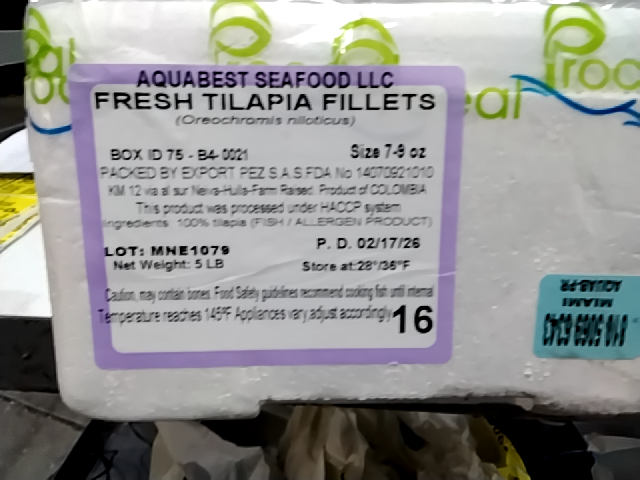 AQUABEST SEAFOOD LLC
FRESH TILAPIA FILLETS
(Oreochromis niloticus)
BOX ID 75 - B4- 0021 Size 7-9 oz
PACKED BY EXPORT PEZ S.A.S.FDA No 14070921010
KM 12 via al sur Neiva-Huila-Farm Raised. Product of COLOMBIA
This product was processed under HACCP system
Ingredients: 100% tilapia (FISH / ALLERGEN PRODUCT)
LOT: MNE1079 P. D. 02/17/26
Net Weight: 5 LB Store at:28°/36°F
Caution, may contain bones. Food Safety guidelines recommend cooking fish until internal
Temperature reaches 145ºF Appliances vary,adjust accordingly 16
AQUAB-PR
MIAMI